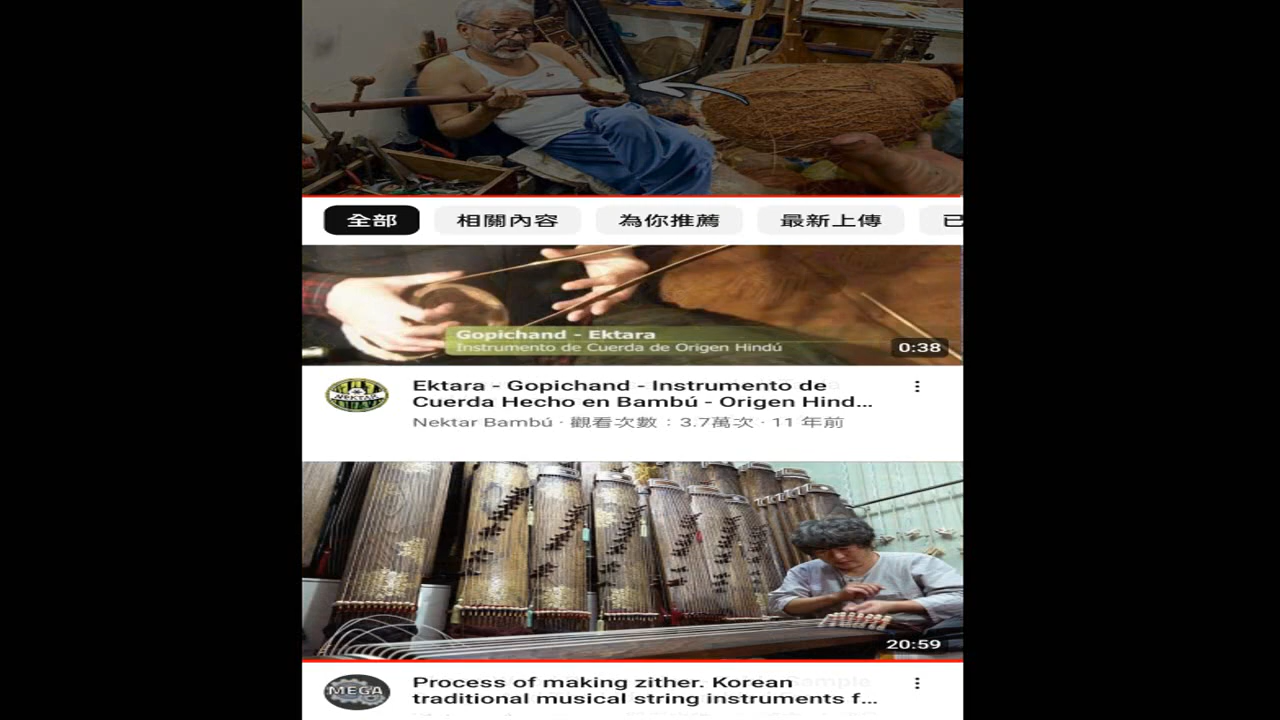 全部
相關內容
為你推薦
最新上傳
已
Gopichand - Ektara
Instrumento de Cuerda de Origen Hindú
0:38
NEKTAR
Ektara - Gopichand - Instrumento de
Cuerda Hecho en Bambú - Origen Hind...
Nektar Bambú · 觀看次數：3.7萬次 · 11 年前
20:59
MEGA
Process of making zither. Korean
traditional musical string instruments f...